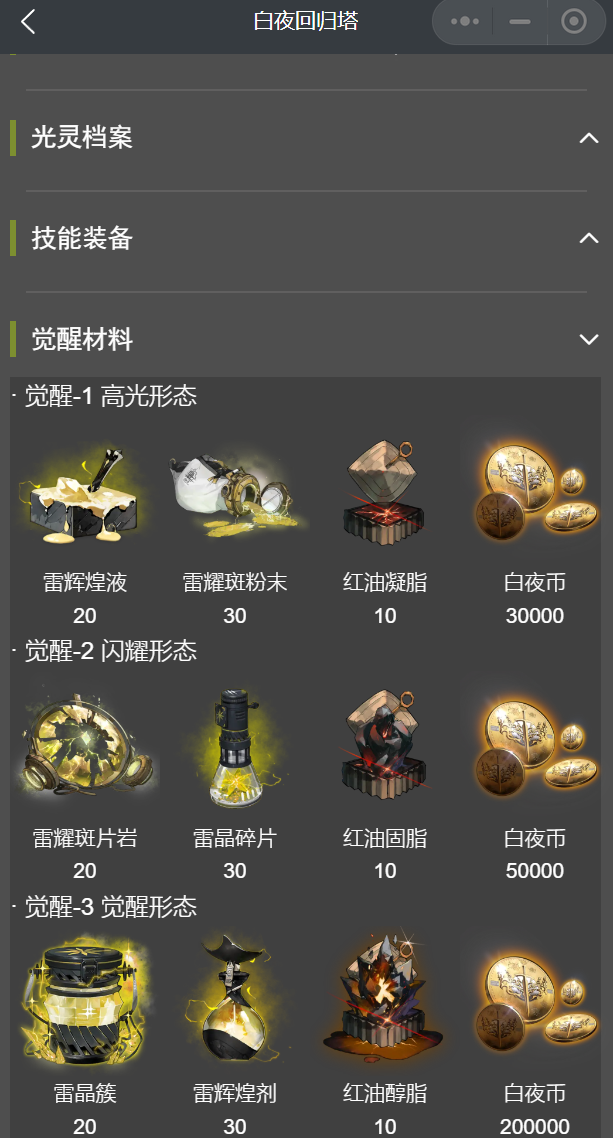 白夜回归塔
光灵档案
技能装备
觉醒材料
· 觉醒-1 高光形态
雷辉煌液 雷耀斑粉末 红油凝脂 白夜币
20 30 10 30000
· 觉醒-2 闪耀形态
雷耀斑片岩 雷晶碎片 红油固脂 白夜币
20 30 10 50000
· 觉醒-3 觉醒形态
雷晶簇 雷辉煌剂 红油醇脂 白夜币
20 30 10 200000